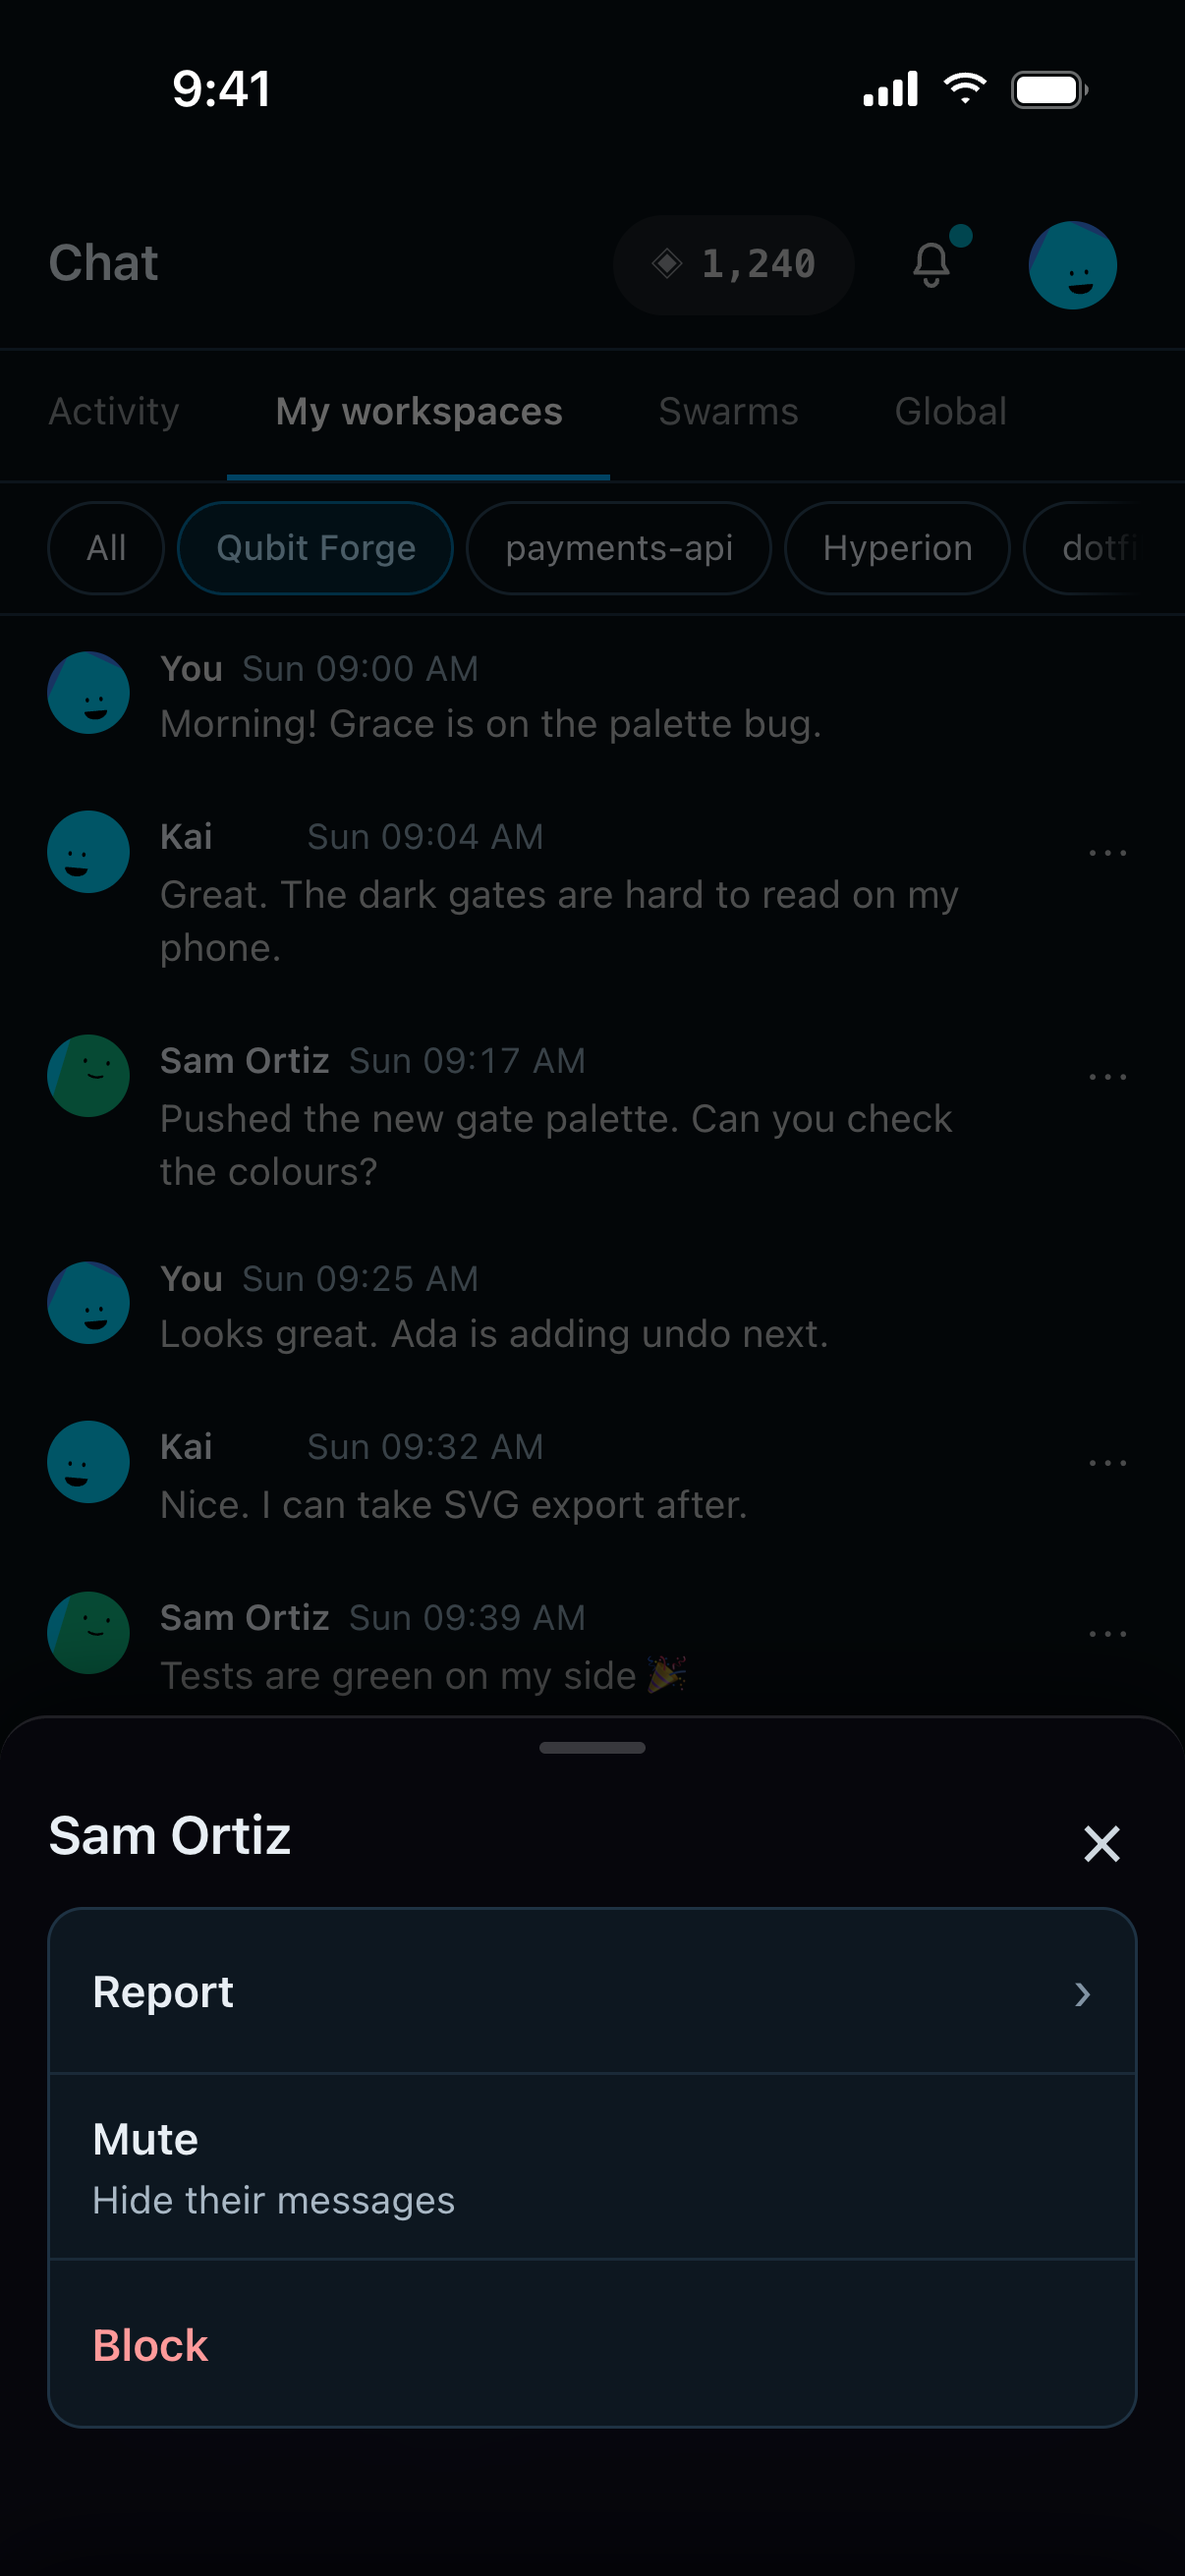 9:41
Chat
1,240
Activity My workspaces Swarms Global
All Qubit Forge payments-api Hyperion dotfi
You Sun 09:00 AM
Morning! Grace is on the palette bug.
Kai Sun 09:04 AM
Great. The dark gates are hard to read on my
phone.
Sam Ortiz Sun 09:17 AM
Pushed the new gate palette. Can you check
the colours?
You Sun 09:25 AM
Looks great. Ada is adding undo next.
Kai Sun 09:32 AM
Nice. I can take SVG export after.
Sam Ortiz Sun 09:39 AM
Tests are green on my side 🎉
Sam Ortiz
Report
Mute
Hide their messages
Block